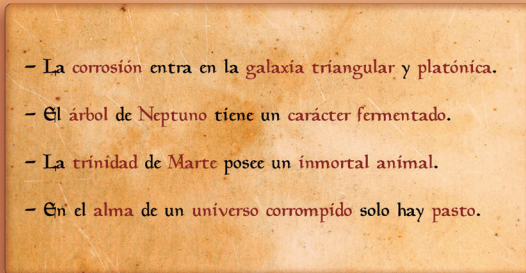 - La corrosión entra en la galaxia triangular y platónica.
- El árbol de Neptuno tiene un carácter fermentado.
- La trinidad de Marte posee un inmortal animal.
- En el alma de un universo corrompido solo hay pasto.